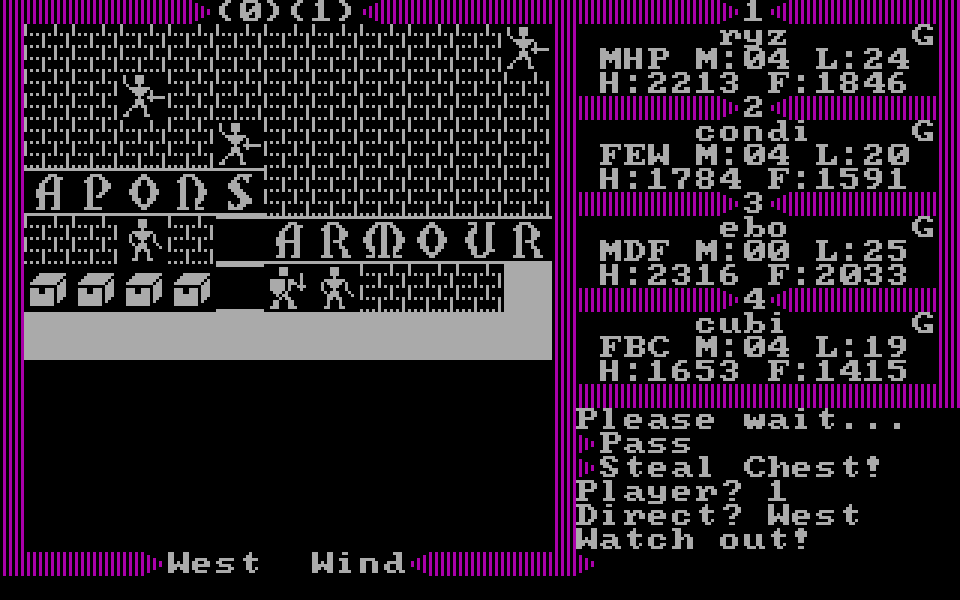 (0)(1)
APONS
ARMOUR
West Wind
1
ryz G
MHP M:04 L:24
H:2213 F:1846
2
condi G
FEW M:04 L:20
H:1784 F:1591
3
ebo G
MDF M:00 L:25
H:2316 F:2033
4
cubi G
FBC M:04 L:19
H:1653 F:1415
Please wait...
Pass
Steal Chest!
Player? 1
Direct? West
Watch out!